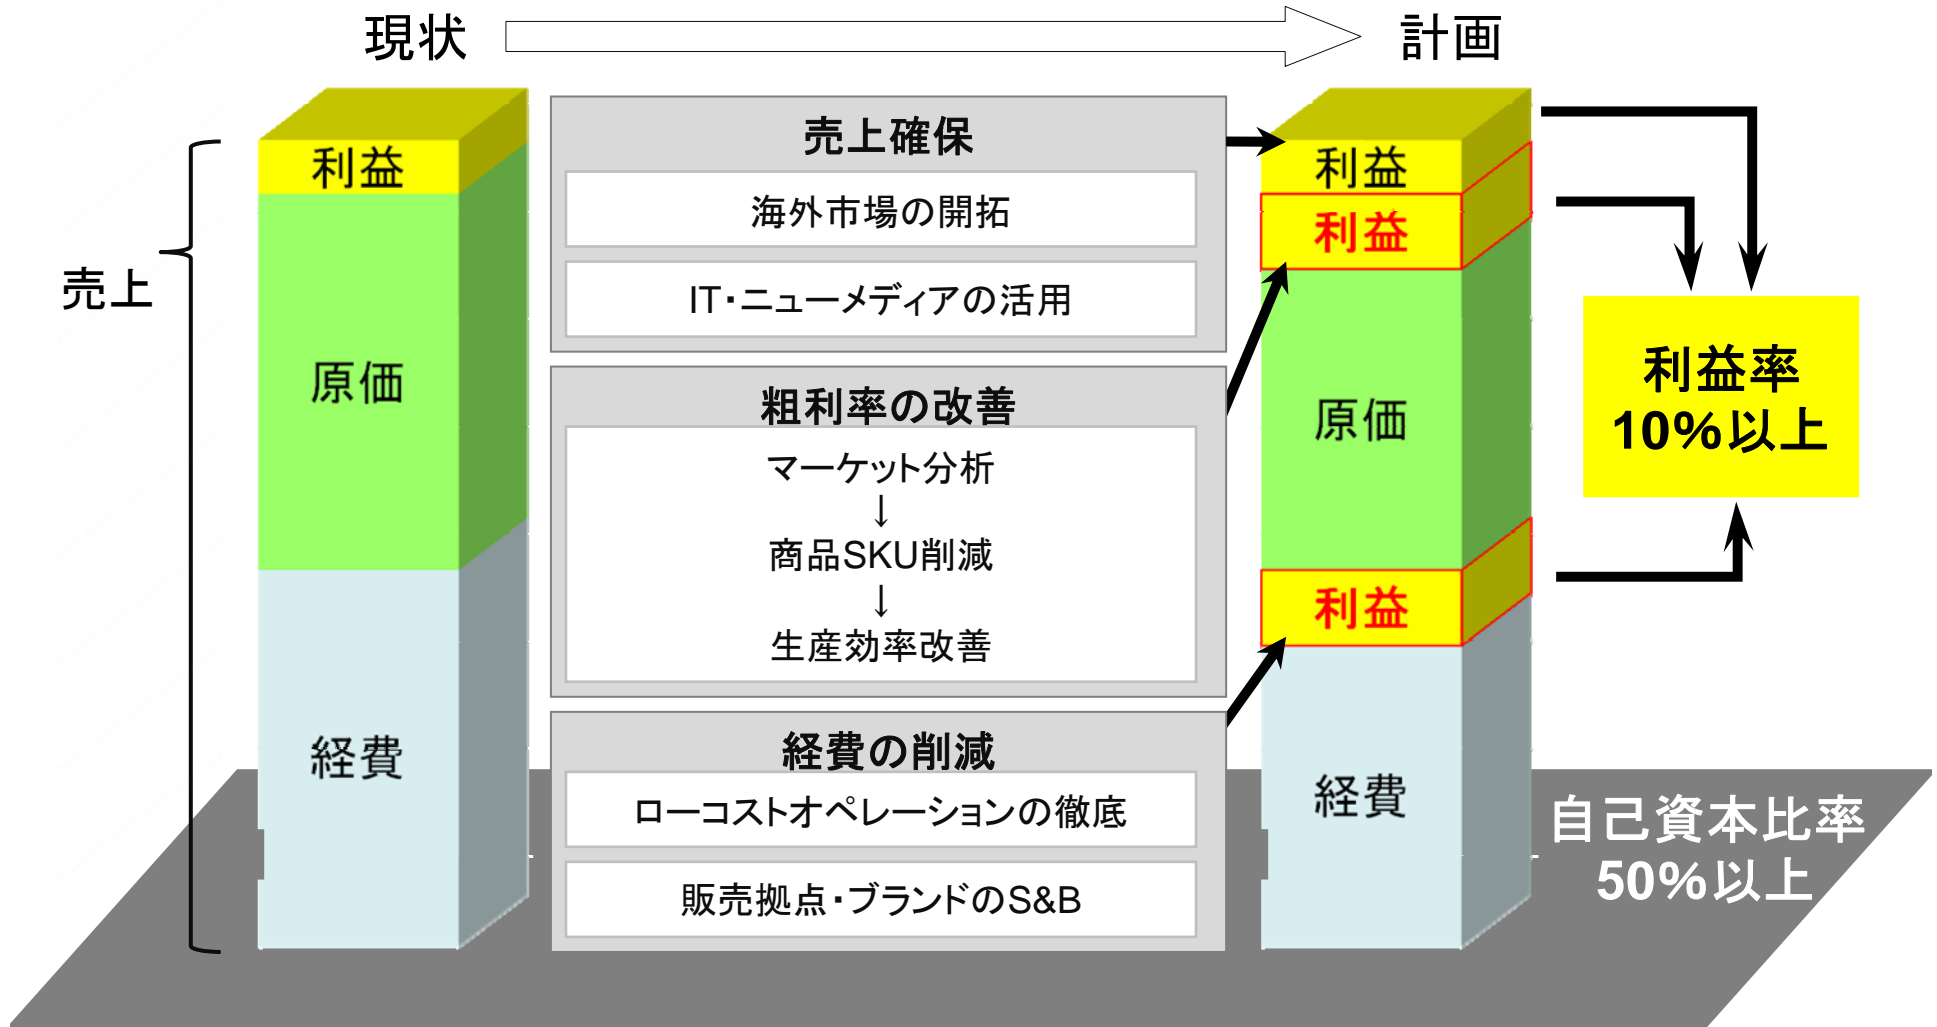 現状
計画
売上
利益
原価
経費
売上確保
海外市場の開拓
IT・ニューメディアの活用
粗利率の改善
マーケット分析
↓
商品SKU削減
↓
生産効率改善
経費の削減
ローコストオペレーションの徹底
販売拠点・ブランドのS&B
利益
利益
原価
利益
経費
利益率
10%以上
自己資本比率
50%以上